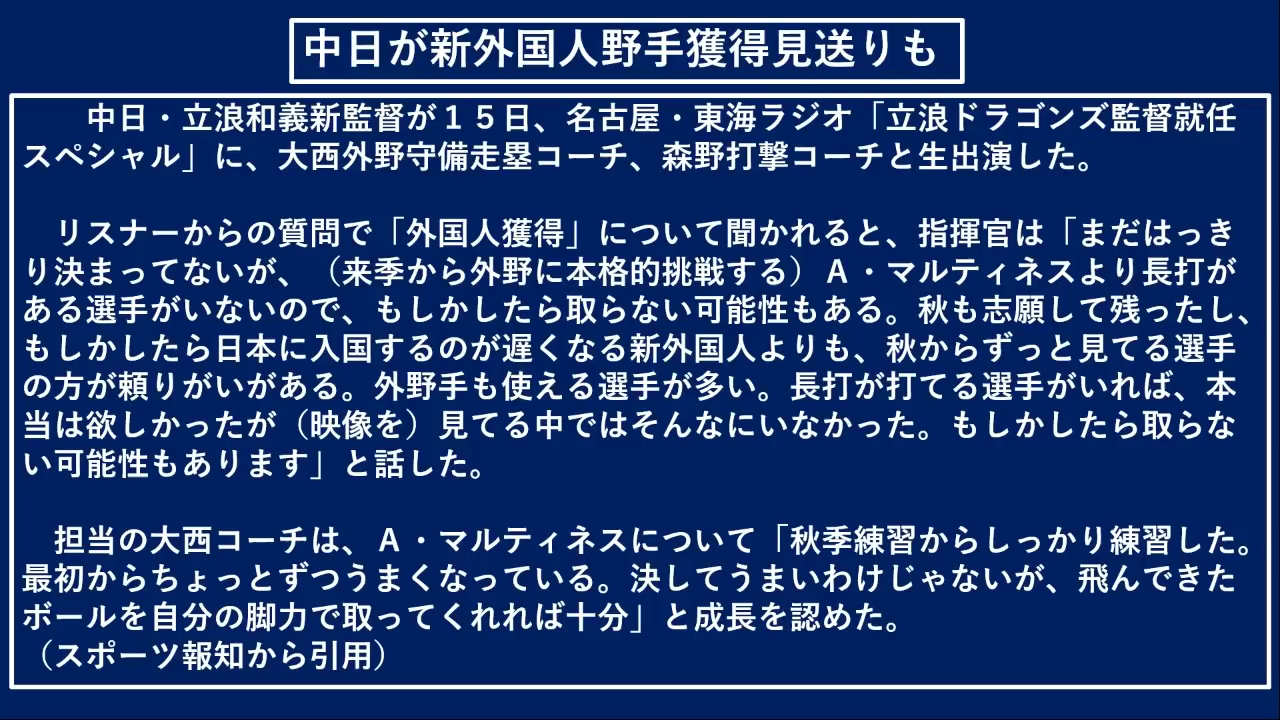 中日が新外国人野手獲得見送りも
中日・立浪和義新監督が１５日、名古屋・東海ラジオ「立浪ドラゴンズ監督就任
スペシャル」に、大西外野守備走塁コーチ、森野打撃コーチと生出演した。
リスナーからの質問で「外国人獲得」について聞かれると、指揮官は「まだはっき
り決まってないが、（来季から外野に本格的挑戦する）Ａ・マルティネスより長打が
ある選手がいないので、もしかしたら取らない可能性もある。秋も志願して残ったし、
もしかしたら日本に入国するのが遅くなる新外国人よりも、秋からずっと見てる選手
の方が頼りがいがある。外野手も使える選手が多い。長打が打てる選手がいれば、本
当は欲しかったが（映像を）見てる中ではそんなにいなかった。もしかしたら取らな
い可能性もあります」と話した。
担当の大西コーチは、Ａ・マルティネスについて「秋季練習からしっかり練習した。
最初からちょっとずつうまくなっている。決してうまいわけじゃないが、飛んできた
ボールを自分の脚力で取ってくれれば十分」と成長を認めた。
（スポーツ報知から引用）